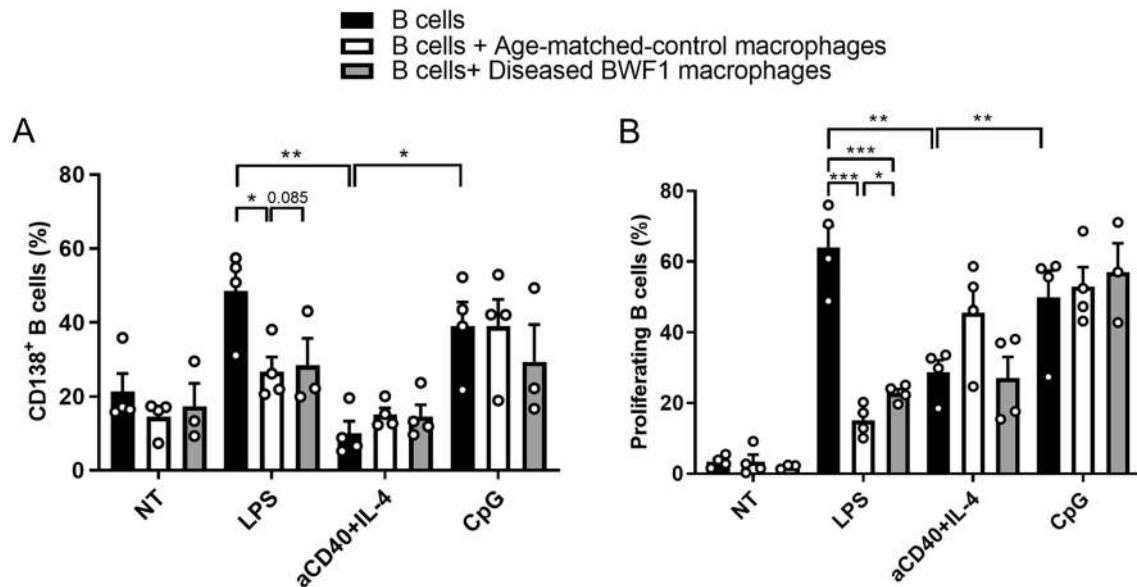 B cells
B cells + Age-matched-control macrophages
B cells+ Diseased BWF1 macrophages
A
** *
* 0.085
CD138+ B cells (%)
80
60
40
20
0
NT LPS aCD40+IL-4 CpG
B
** **
***
*** *
Proliferating B cells (%)
80
60
40
20
0
NT LPS aCD40+IL-4 CpG